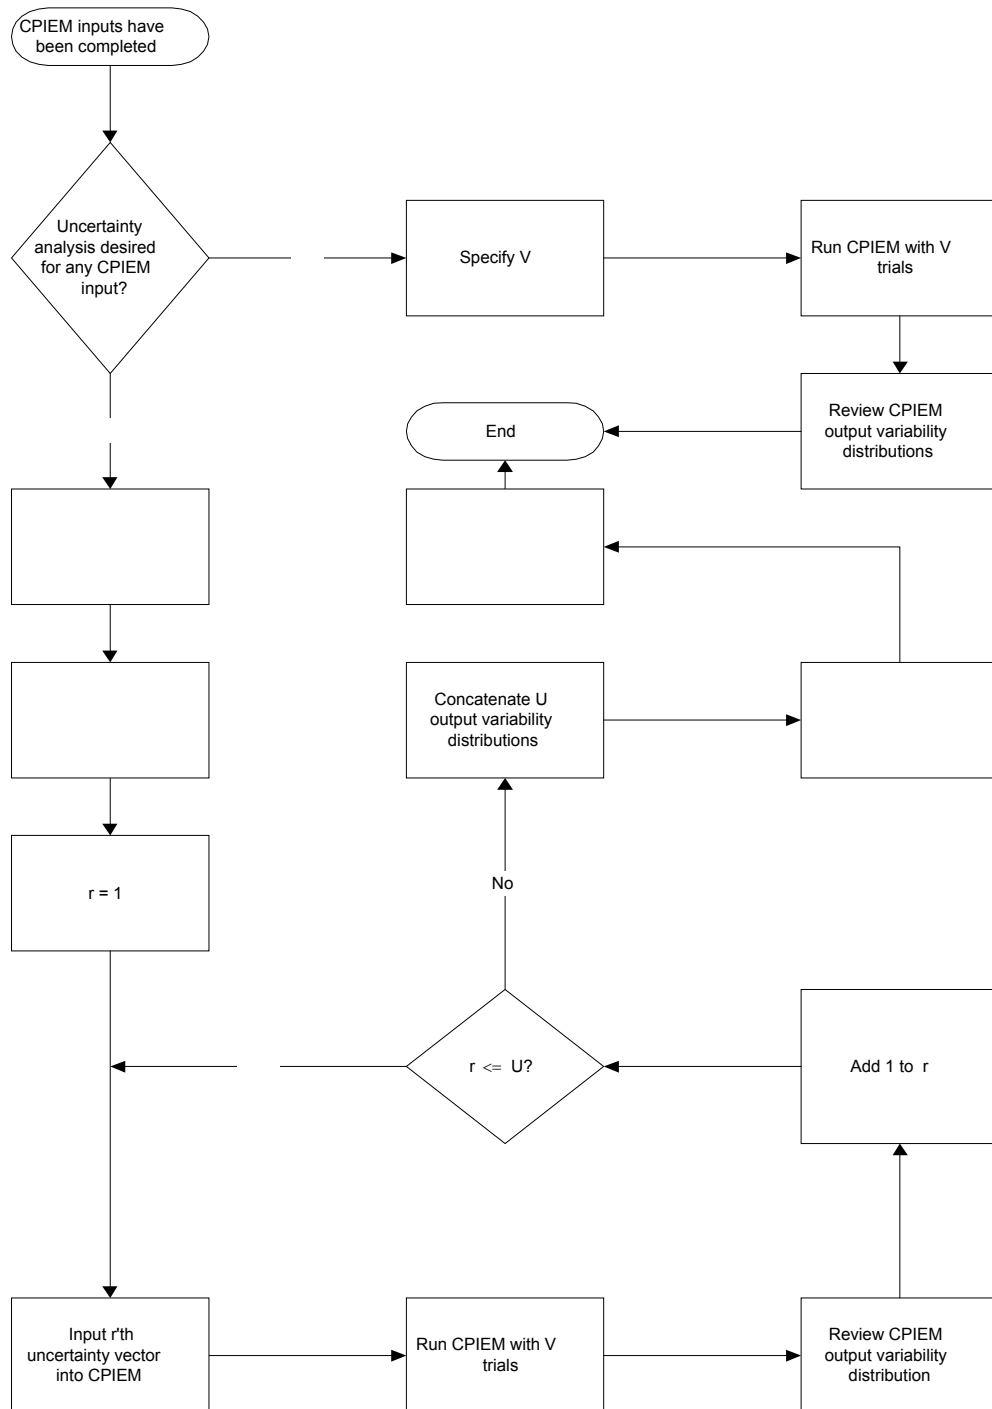 CPIEM inputs have
been completed
Uncertainty
analysis desired
for any CPIEM
input?
Specify V
Run CPIEM with V
trials
Review CPIEM
output variability
distributions
End
Concatenate U
output variability
distributions
r = 1
No
r <= U?
Add 1 to r
Input r'th
uncertainty vector
into CPIEM
Run CPIEM with V
trials
Review CPIEM
output variability
distribution